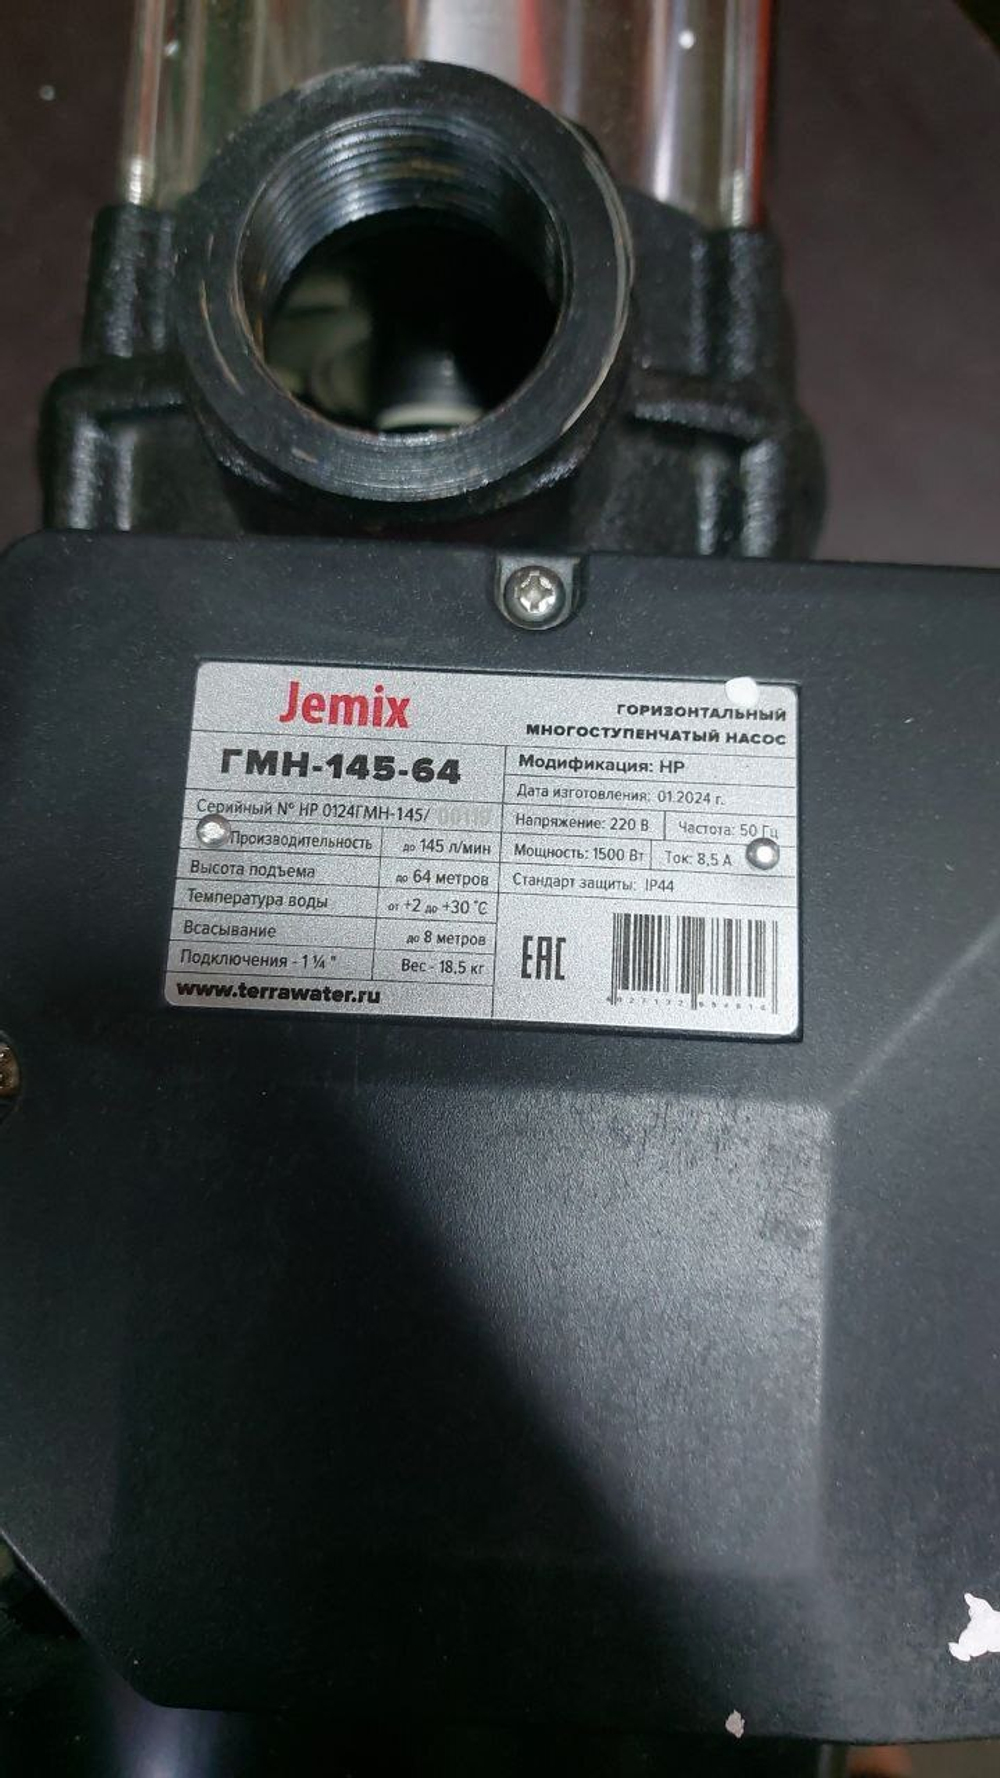 Jemix
ГОРИЗОНТАЛЬНЫЙ
МНОГОСТУПЕНЧАТЫЙ НАСОС
ГМН-145-64
Серийный № HP 0124ГМН-145/
Производительность до 145 л/мин
Высота подъема до 64 метров
Температура воды от +2 до +30 °C
Всасывание до 8 метров
Подключения - 1 ¼ " Вес - 18,5 кг
www.terrawater.ru
Модификация: HP
Дата изготовления: 01.2024 г.
Напряжение: 220 В Частота: 50 Гц
Мощность: 1500 Вт Ток: 8,5 А
Стандарт защиты: IP44
EAC